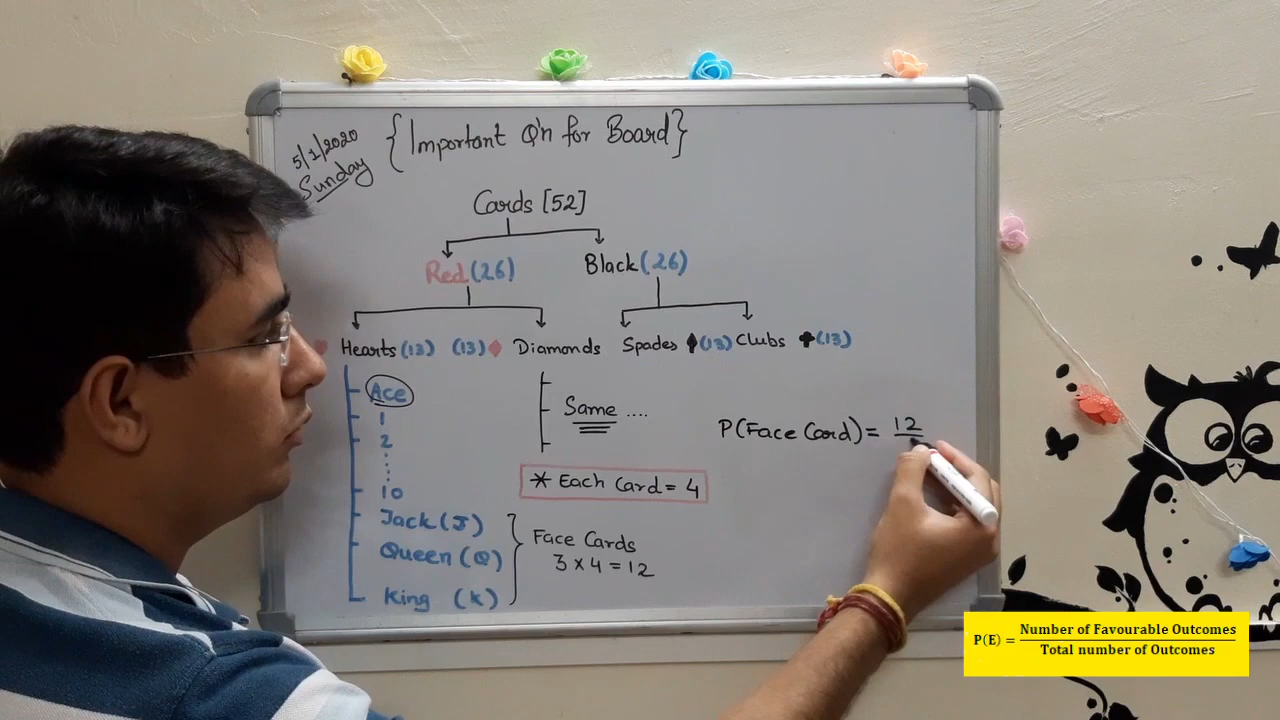 5/1/2020
Sunday
{Important Q'n for Board}
Cards [52]
Red (26) Black (26)
Hearts (13) (13) Diamonds Spades (13) Clubs (13)
Ace
1
2
10
Jack (J)
Queen (Q)
King (K)
Same ....
* Each Card = 4
Face Cards
3 x 4 = 12
P(Face Card) = 12
P(E) = Number of Favourable Outcomes
Total number of Outcomes